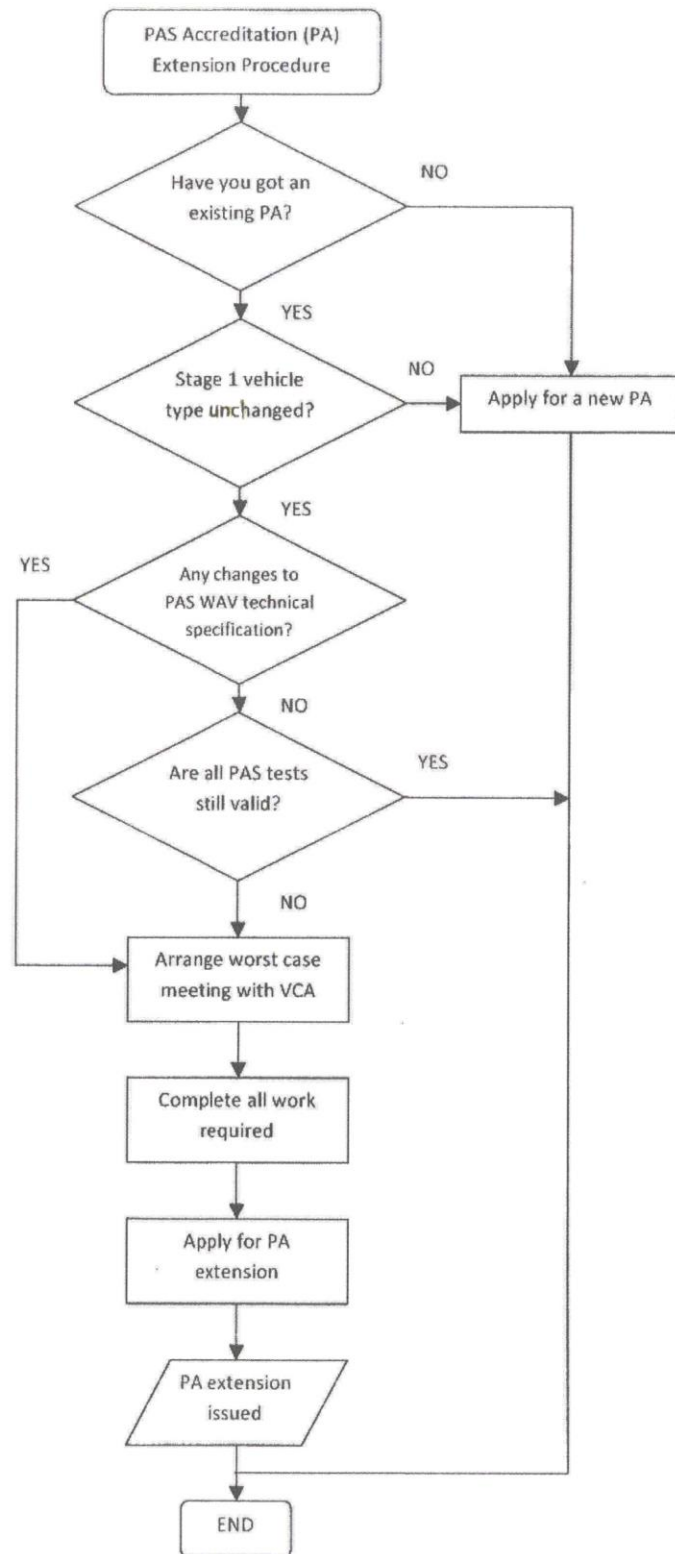 PAS Accreditation (PA)
Extension Procedure
Have you got an
existing PA?
NO
YES
Stage 1 vehicle
type unchanged?
NO
Apply for a new PA
YES
YES
Any changes to
PAS WAV technical
specification?
NO
Are all PAS tests
still valid?
YES
NO
Arrange worst case
meeting with VCA
Complete all work
required
Apply for PA
extension
PA extension
issued
END